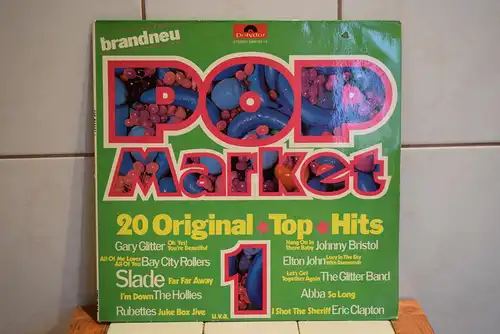 brandneu
Polydor
POP
Market
20 Original ★ Top ★ Hits
Gary Glitter Oh Yes!
You're Beautiful
Hang On In
There Baby Johnny Bristol
All Of Me Loves
All Of You Bay City Rollers
Elton John Lucy In The Sky
With Diamonds
Slade Far Far Away
Let's Get
Together Again The Glitter Band
I'm Down The Hollies
Abba So Long
Rubettes Juke Box Jive
u.v.a.
I Shot The Sheriff Eric Clapton
1